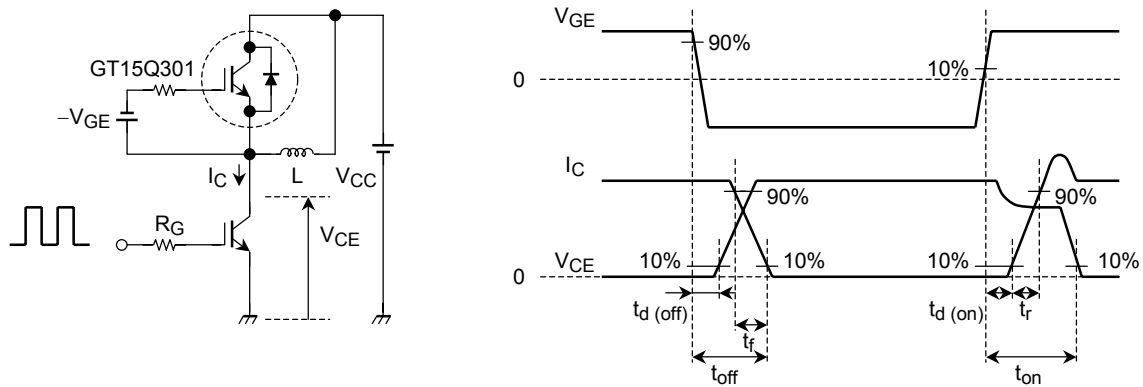 GT15Q301
−VGE
IC
L
VCC
RG
VCE
VGE
90%
10%
0
IC
90%
90%
VCE
10%
10%
10%
10%
0
td (off)
td (on)
tr
tf
toff
ton